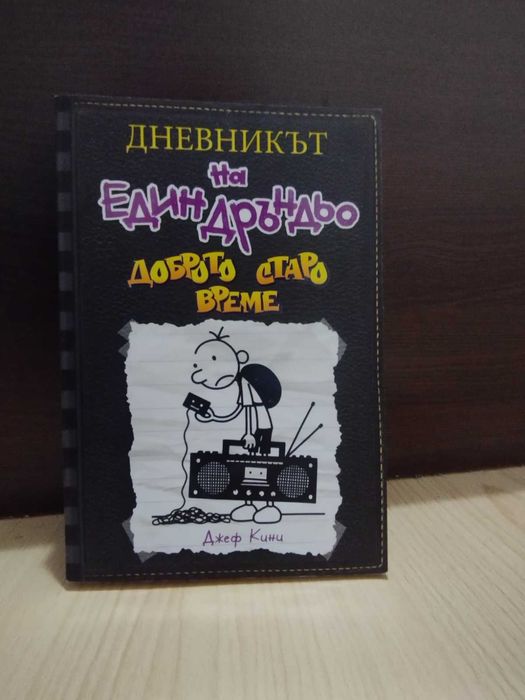 ДНЕВНИКЪТ
на
ЕДИН ДРЪНДЬО
ДОБРОТО СТАРО
ВРЕМЕ
Джеф Кини